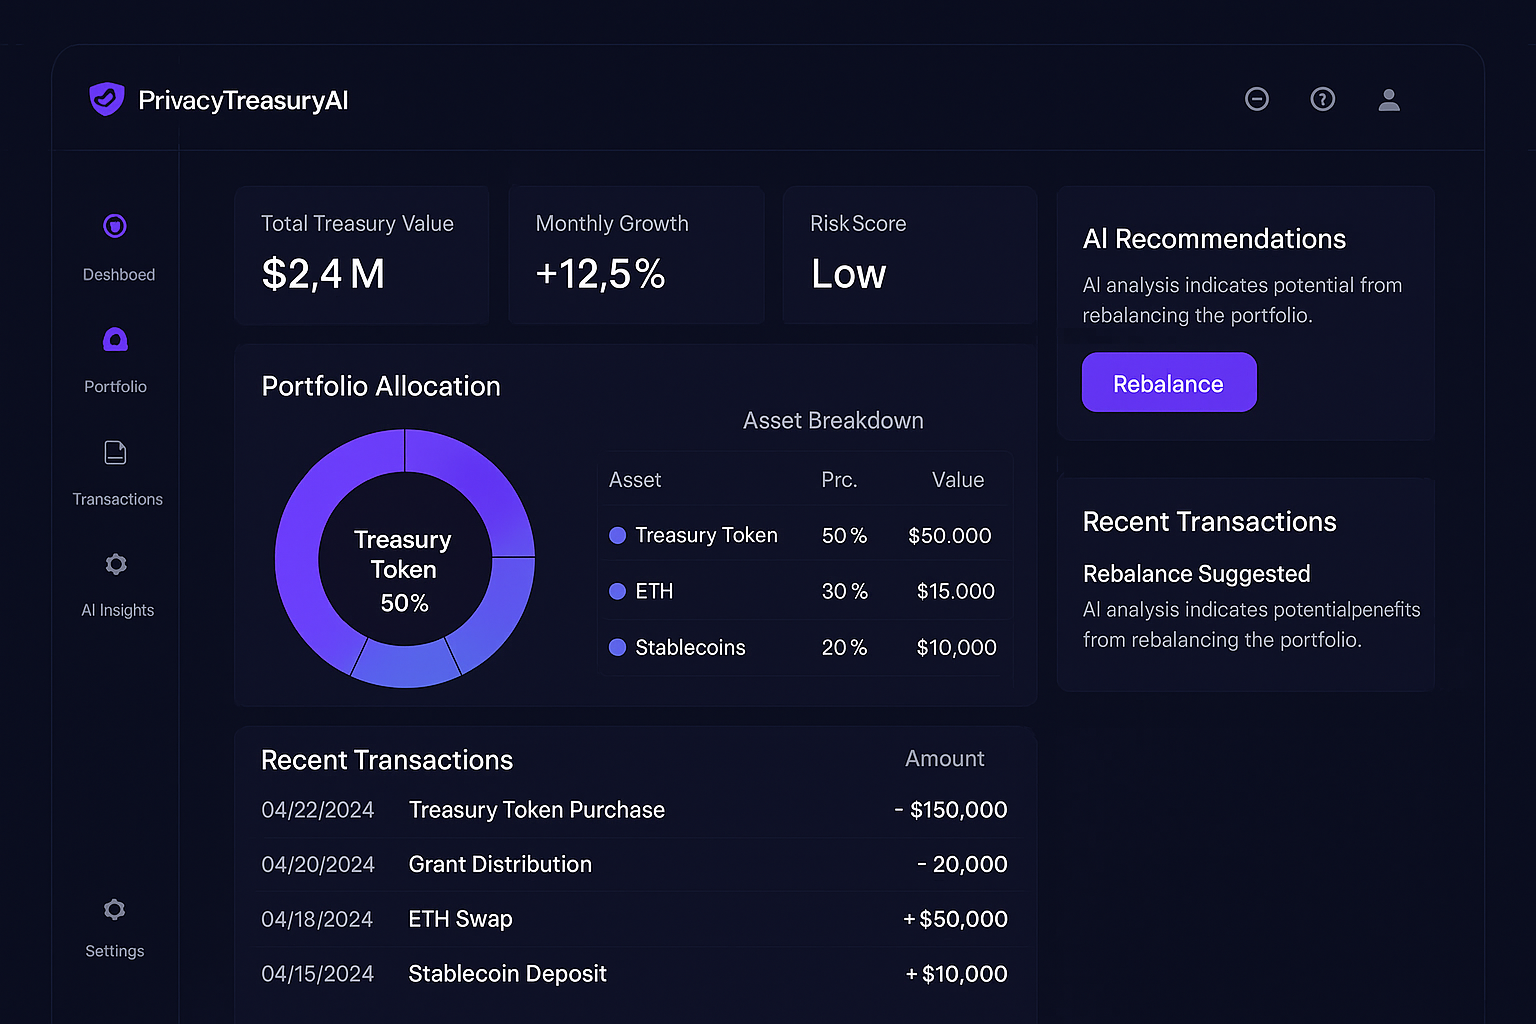 PrivacyTreasuryAI
Deshboed
Portfolio
Transactions
AI Insights
Settings
Total Treasury Value
$2,4 M
Monthly Growth
+12,5%
Risk Score
Low
Portfolio Allocation
Treasury
Token
50%
Asset Breakdown
Asset Prc. Value
Treasury Token 50% $50.000
ETH 30% $15.000
Stablecoins 20% $10,000
Recent Transactions Amount
04/22/2024 Treasury Token Purchase - $150,000
04/20/2024 Grant Distribution - 20,000
04/18/2024 ETH Swap +$50,000
04/15/2024 Stablecoin Deposit +$10,000
AI Recommendations
AI analysis indicates potential from
rebalancing the portfolio.
Rebalance
Recent Transactions
Rebalance Suggested
AI analysis indicates potentialpenefits
from rebalancing the portfolio.